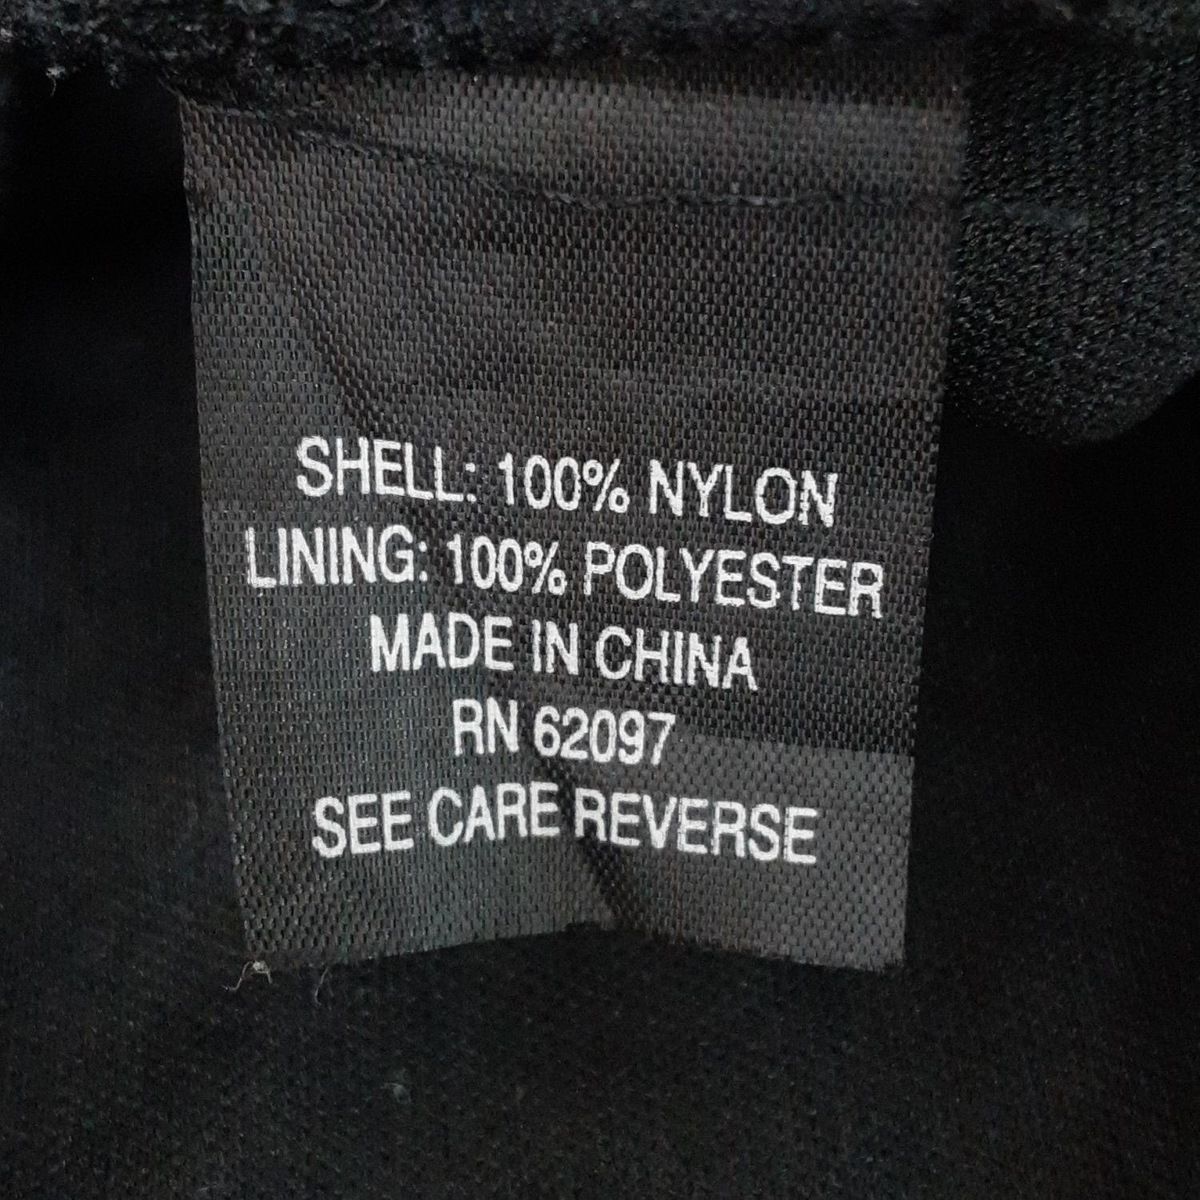 SHELL: 100% NYLON
LINING: 100% POLYESTER
MADE IN CHINA
RN 62097
SEE CARE REVERSE